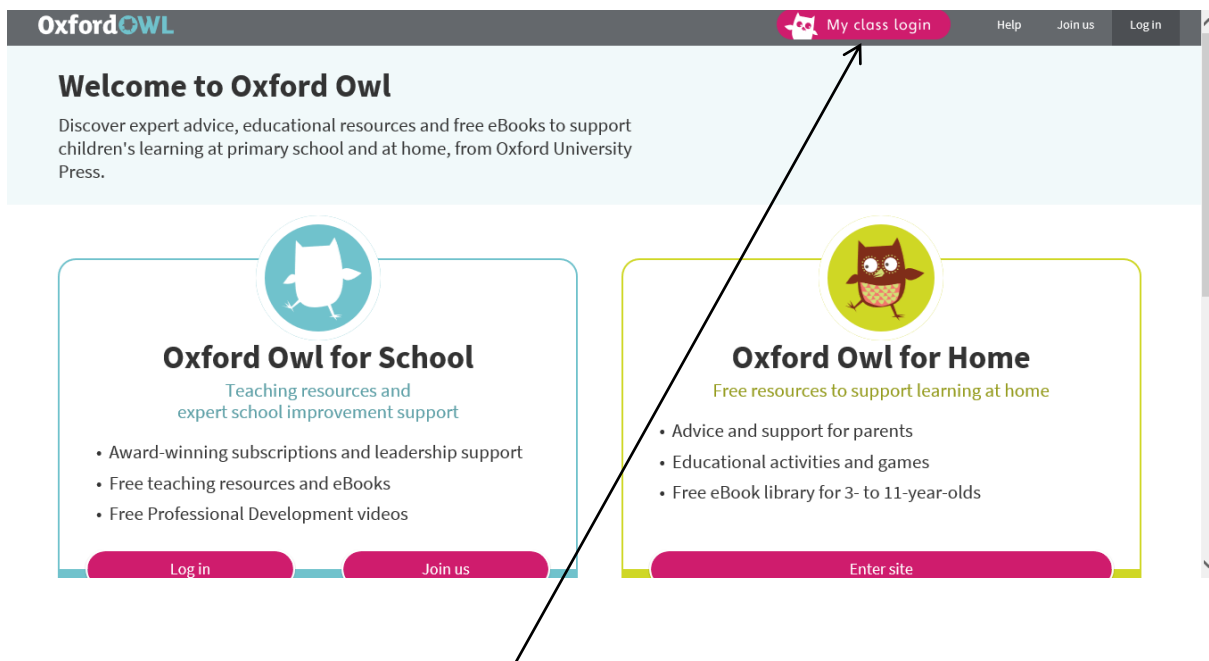 OxfordOWL
My class login
Help
Join us
Log in
Welcome to Oxford Owl
Discover expert advice, educational resources and free eBooks to support
children's learning at primary school and at home, from Oxford University
Press.
Oxford Owl for School
Teaching resources and
expert school improvement support
• Award-winning subscriptions and leadership support
• Free teaching resources and eBooks
• Free Professional Development videos
Log in
Join us
Oxford Owl for Home
Free resources to support learning at home
• Advice and support for parents
• Educational activities and games
• Free eBook library for 3- to 11-year-olds
Enter site